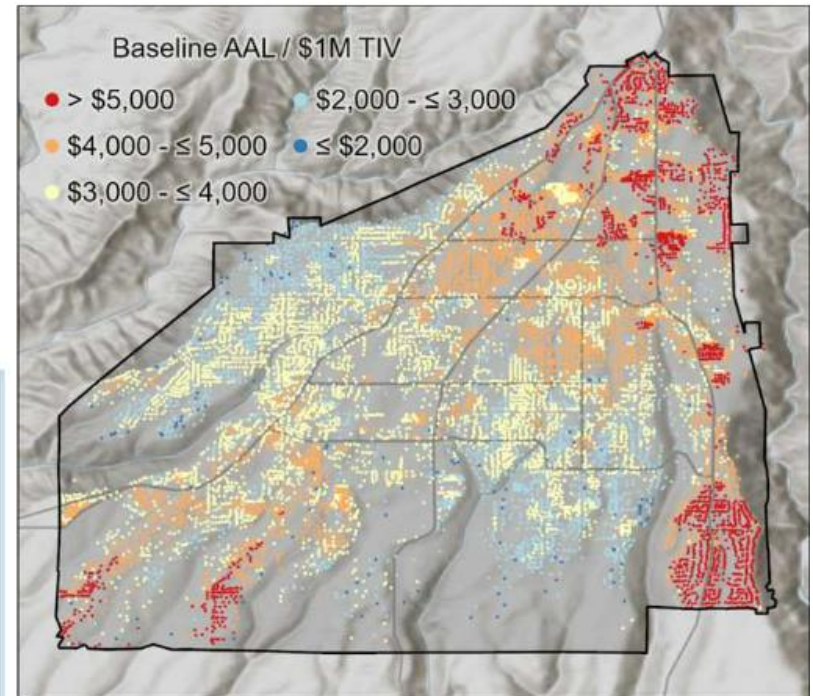 Baseline AAL / $1M TIV
> $5,000
$2,000 - ≤ 3,000
$4,000 - ≤ 5,000
≤ $2,000
$3,000 - ≤ 4,000